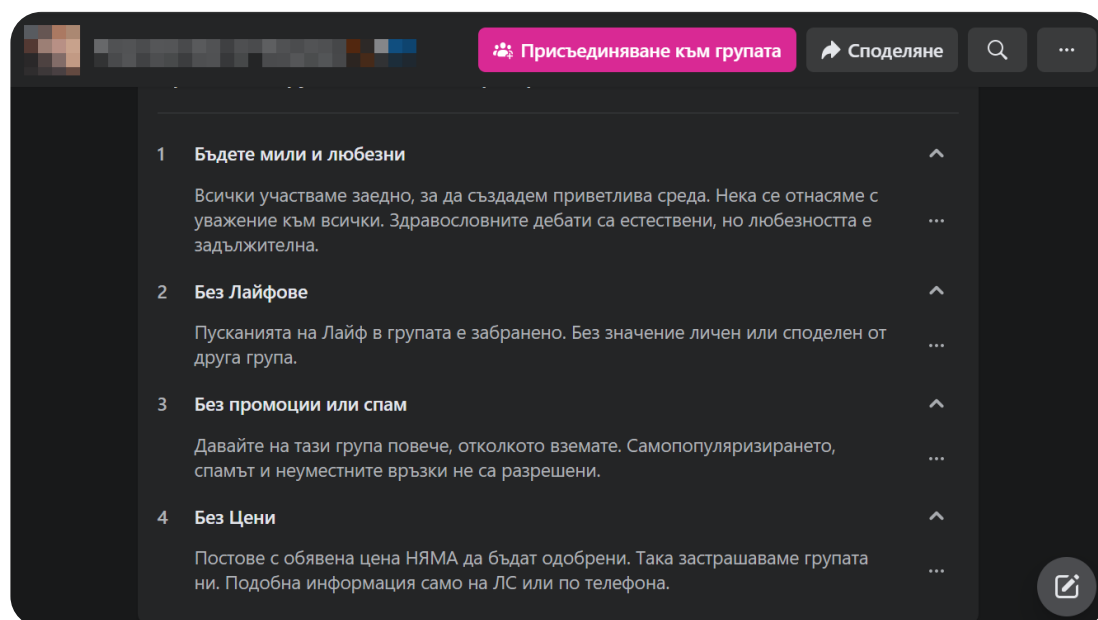 Присъединяване към групата
Споделяне
1 Бъдете мили и любезни
Всички участваме заедно, за да създадем приветлива среда. Нека се отнасяме с
уважение към всички. Здравословните дебати са естествени, но любезността е
задължителна.
2 Без Лайфове
Пусканията на Лайф в групата е забранено. Без значение личен или споделен от
друга група.
3 Без промоции или спам
Давайте на тази група повече, отколкото вземате. Самопопуляризирането,
спамът и неуместните връзки не са разрешени.
4 Без Цени
Постове с обявена цена НЯМА да бъдат одобрени. Така застрашаваме групата
ни. Подобна информация само на ЛС или по телефона.